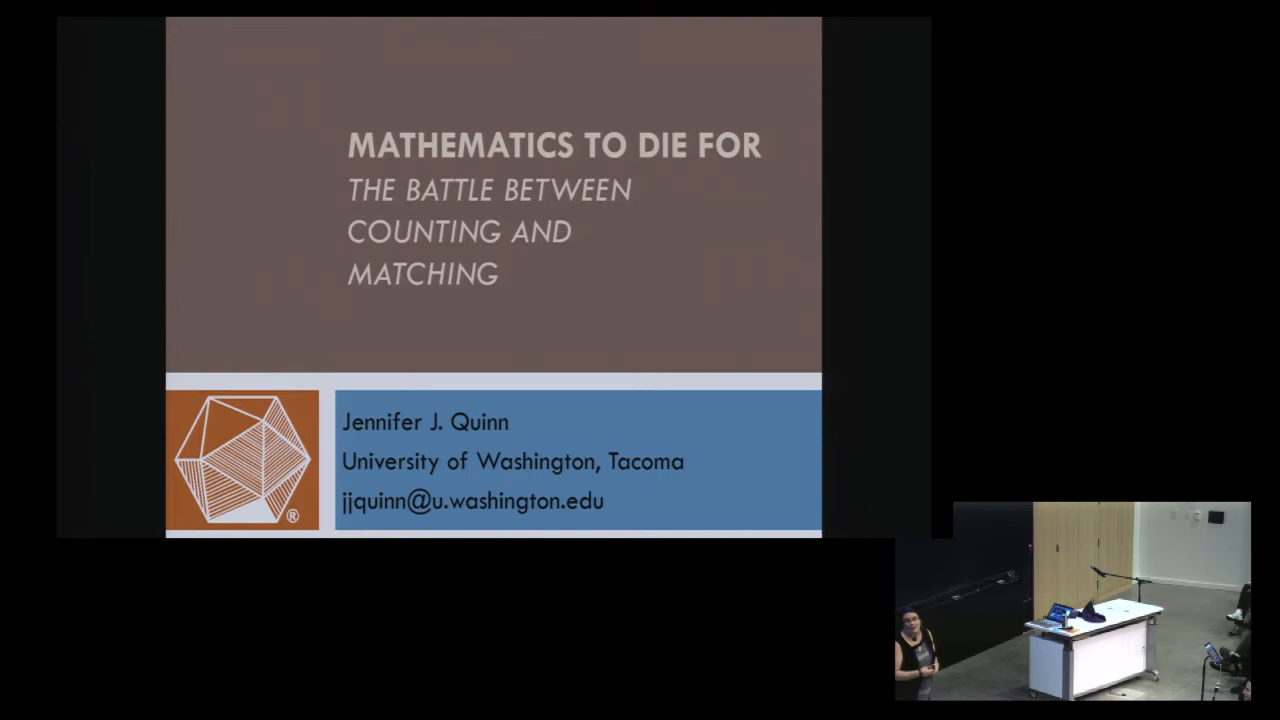 MATHEMATICS TO DIE FOR
THE BATTLE BETWEEN
COUNTING AND
MATCHING
Jennifer J. Quinn
University of Washington, Tacoma
jjquinn@u.washington.edu
®